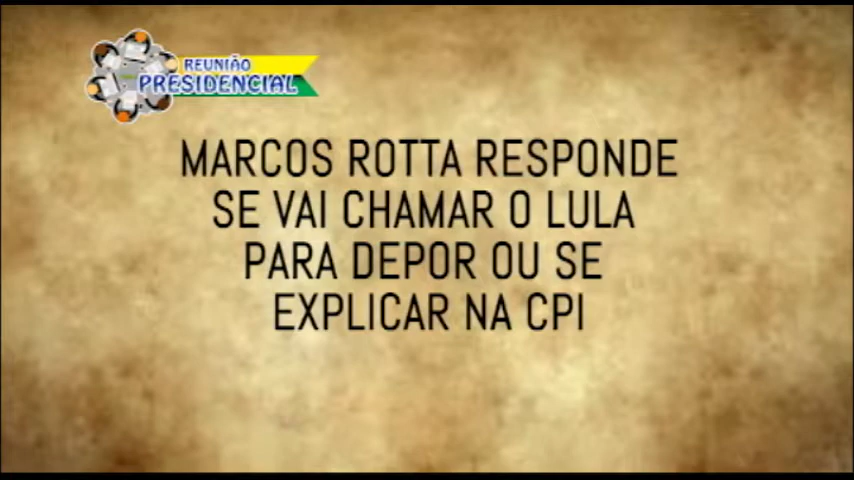 REUNIÃO
PRESIDENCIAL
MARCOS ROTTA RESPONDE
SE VAI CHAMAR O LULA
PARA DEPOR OU SE
EXPLICAR NA CPI